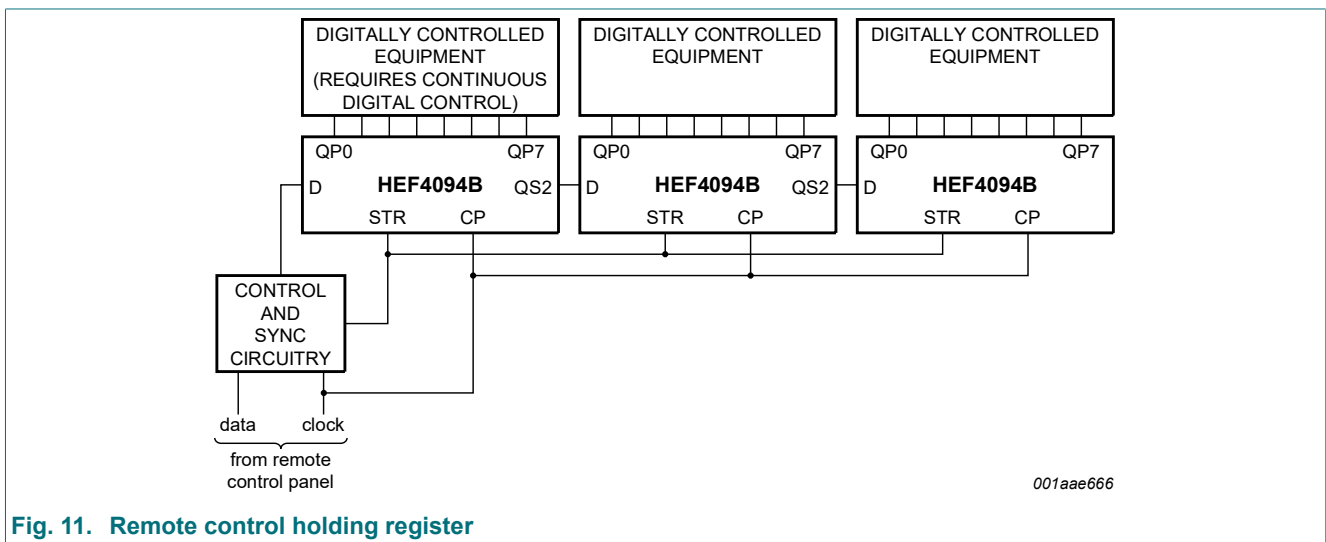 DIGITALLY CONTROLLED
EQUIPMENT
(REQUIRES CONTINUOUS
DIGITAL CONTROL)
DIGITALLY CONTROLLED
EQUIPMENT
DIGITALLY CONTROLLED
EQUIPMENT
QP0 QP7
D HEF4094B QS2
STR CP
QP0 QP7
D HEF4094B QS2
STR CP
QP0 QP7
D HEF4094B
STR CP
CONTROL
AND
SYNC
CIRCUITRY
data clock
from remote
control panel
001aae666
Fig. 11. Remote control holding register